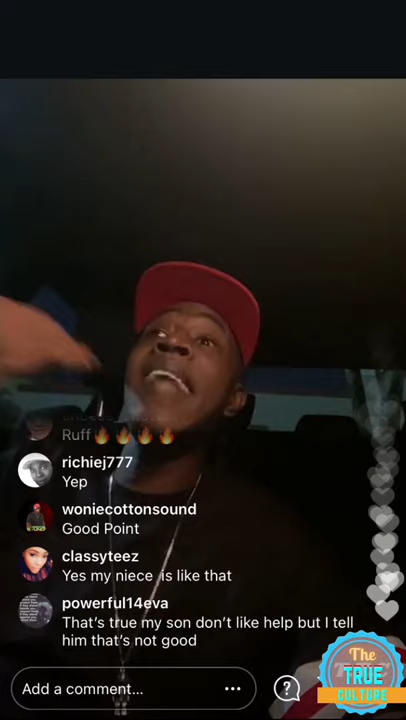 Ruff🔥🔥🔥🔥
richiej777
Yep
woniecottonsound
Good Point
classyteez
Yes my niece is like that
powerful14eva
That's true my son don't like help but I tell
him that's not good
Add a comment...
The
TRUE
CULTURE